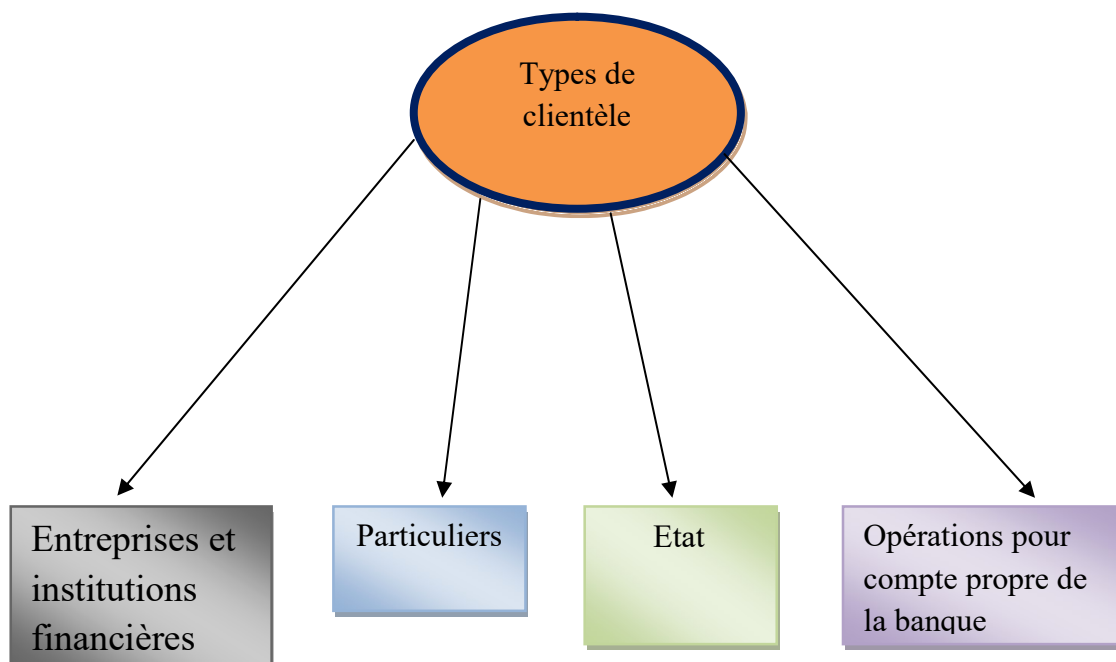 Types de
clientèle
Entreprises et
institutions
financières
Particuliers
Etat
Opérations pour
compte propre de
la banque